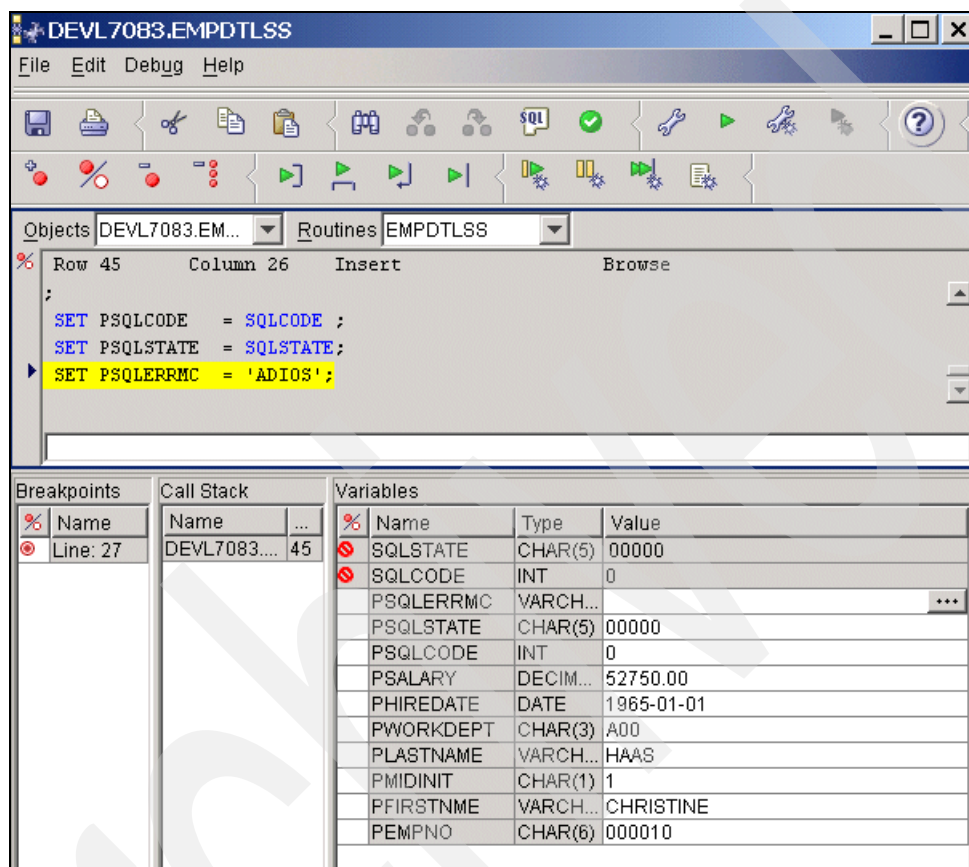 DEVL7083.EMPDTLSS
File Edit Debug Help
SQL
?
Objects DEVL7083.EM... Routines EMPDTLSS
% Row 45 Column 26 Insert Browse
;
SET PSQLCODE = SQLCODE ;
SET PSQLSTATE = SQLSTATE;
SET PSQLERRMC = 'ADIOS';
Breakpoints Call Stack Variables
% Name Name ... % Name Type Value
Line: 27 DEVL7083.... 45 SQLSTATE CHAR(5) 00000
SQLCODE INT 0
PSQLERRMC VARCH... ...
PSQLSTATE CHAR(5) 00000
PSQLCODE INT 0
PSALARY DECIM... 52750.00
PHIREDATE DATE 1965-01-01
PWORKDEPT CHAR(3) A00
PLASTNAME VARCH... HAAS
PMIDINIT CHAR(1) 1
PFIRSTNME VARCH... CHRISTINE
PEMPNO CHAR(6) 000010